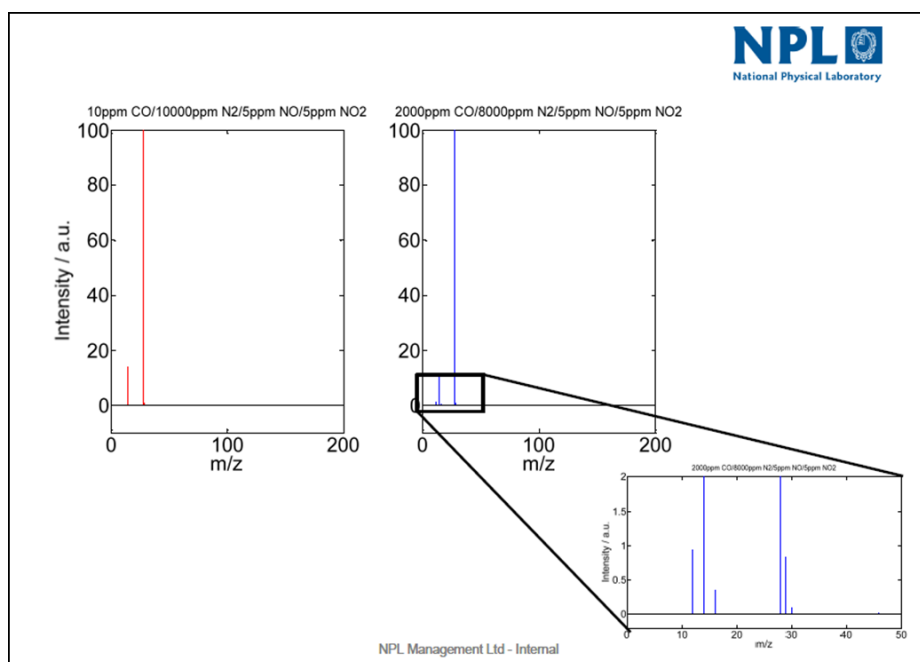 NPL
National Physical Laboratory
10ppm CO/10000ppm N2/5ppm NO/5ppm NO2
2000ppm CO/8000ppm N2/5ppm NO/5ppm NO2
100
80
60
40
20
0
Intensity / a.u.
0
100
200
m/z
100
80
60
40
20
0
0
100
200
m/z
2000ppm CO/8000ppm N2/5ppm NO/5ppm NO2
2
1.5
1
0.5
0
Intensity / a.u.
0
10
20
30
40
50
m/z
NPL Management Ltd - Internal